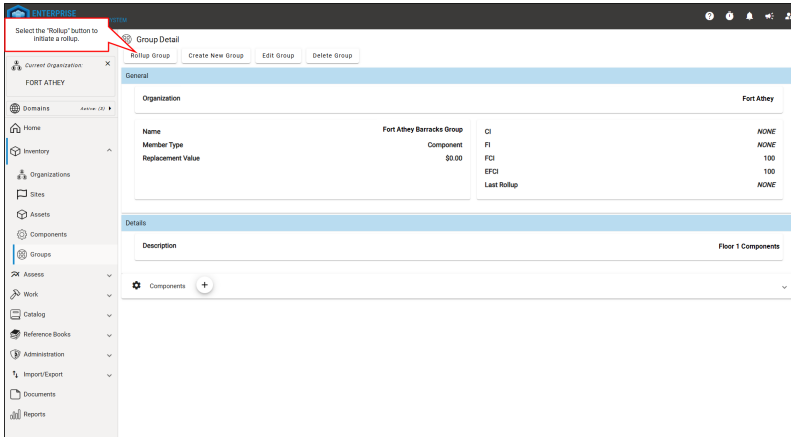 ENTERPRISE
Select the "Rollup" button to
initiate a rollup.
Current Organization:
FORT ATHEY
Domains Active: (3)
Home
Inventory
Organizations
Sites
Assets
Components
Groups
Assess
Work
Catalog
Reference Books
Administration
Import/Export
Documents
Reports
Group Detail
Rollup Group Create New Group Edit Group Delete Group
General
Organization Fort Athey
Name Fort Athey Barracks Group
Member Type Component
Replacement Value $0.00
CI NONE
FI NONE
FCI 100
EFCI 100
Last Rollup NONE
Details
Description Floor 1 Components
Components